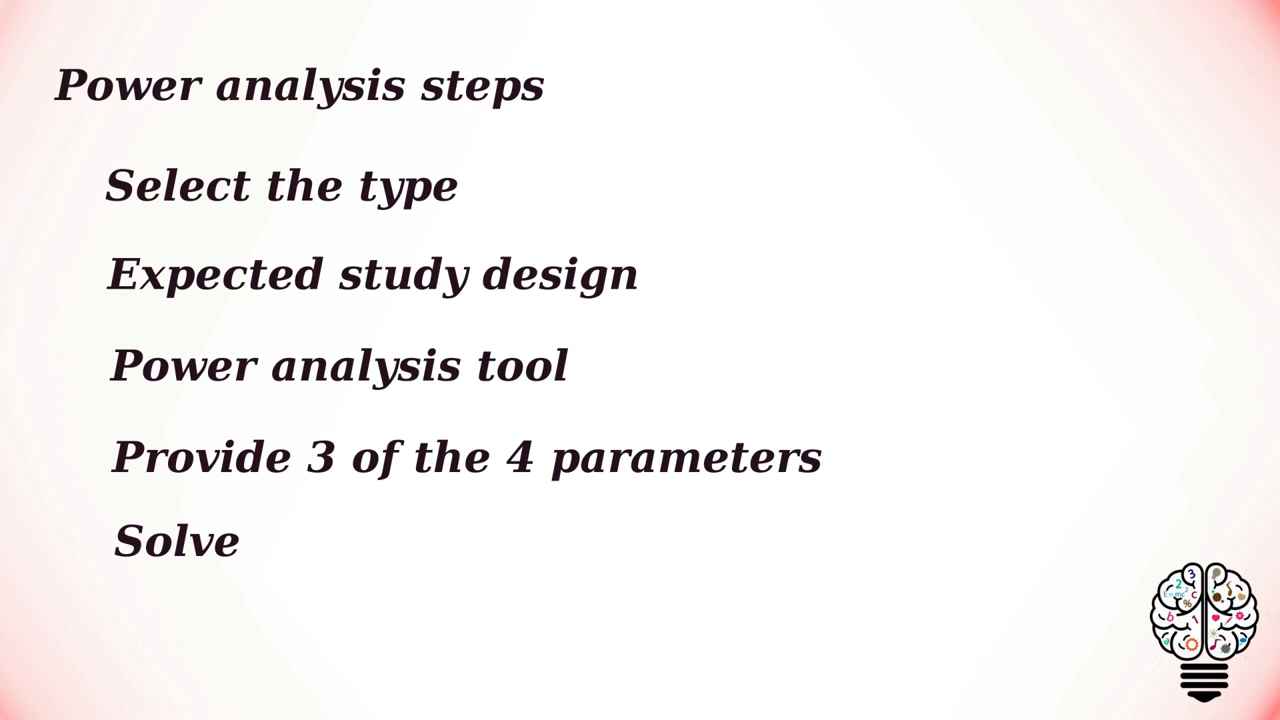 Power analysis steps
Select the type
Expected study design
Power analysis tool
Provide 3 of the 4 parameters
Solve